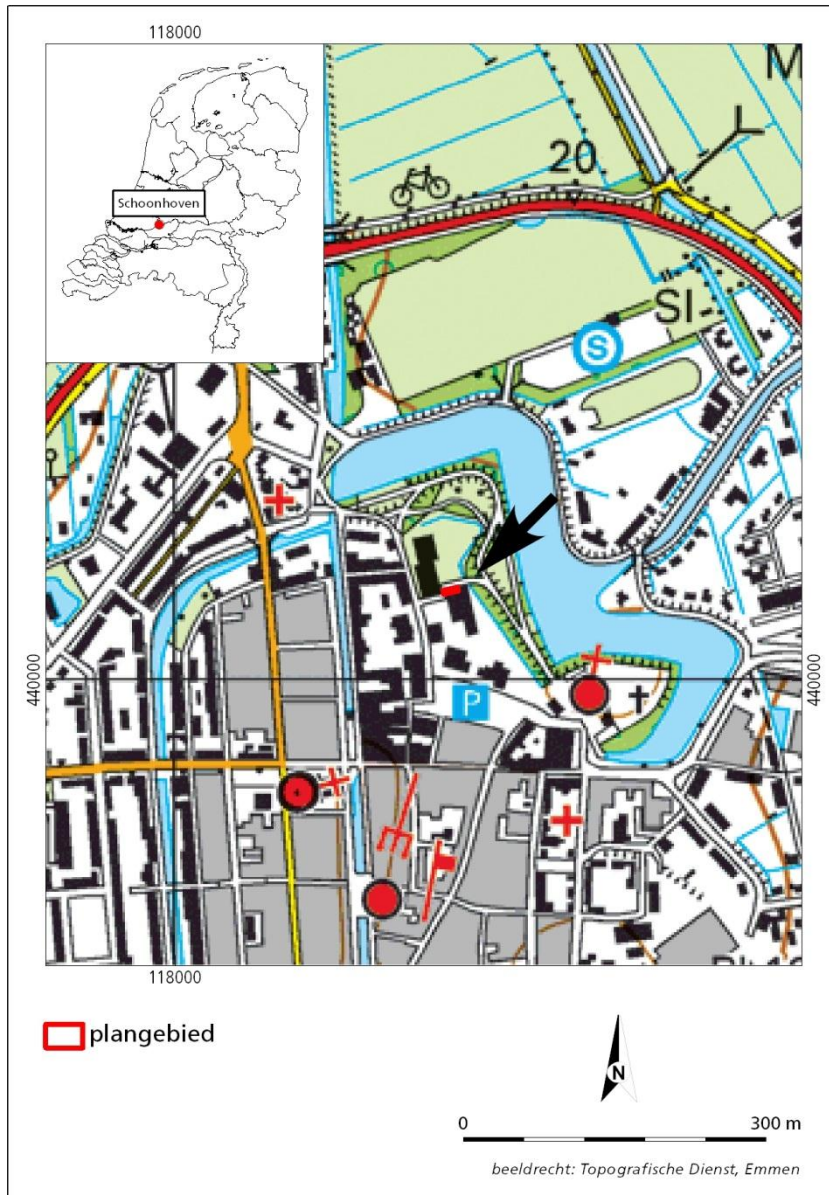 118000
Schoonhoven
M
20
SI
S
440000
440000
P
118000
plangebied
N
0
300 m
beeldrecht: Topografische Dienst, Emmen